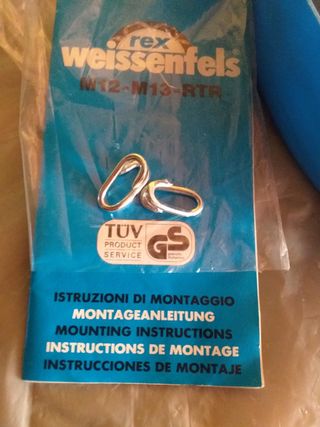 rex
weissenfels®
M12-M13-RTR
TÜV
PRODUCT
SERVICE
GS
ISTRUZIONI DI MONTAGGIO
MONTAGEANLEITUNG
MOUNTING INSTRUCTIONS
INSTRUCTIONS DE MONTAGE
INSTRUCCIONES DE MONTAJE